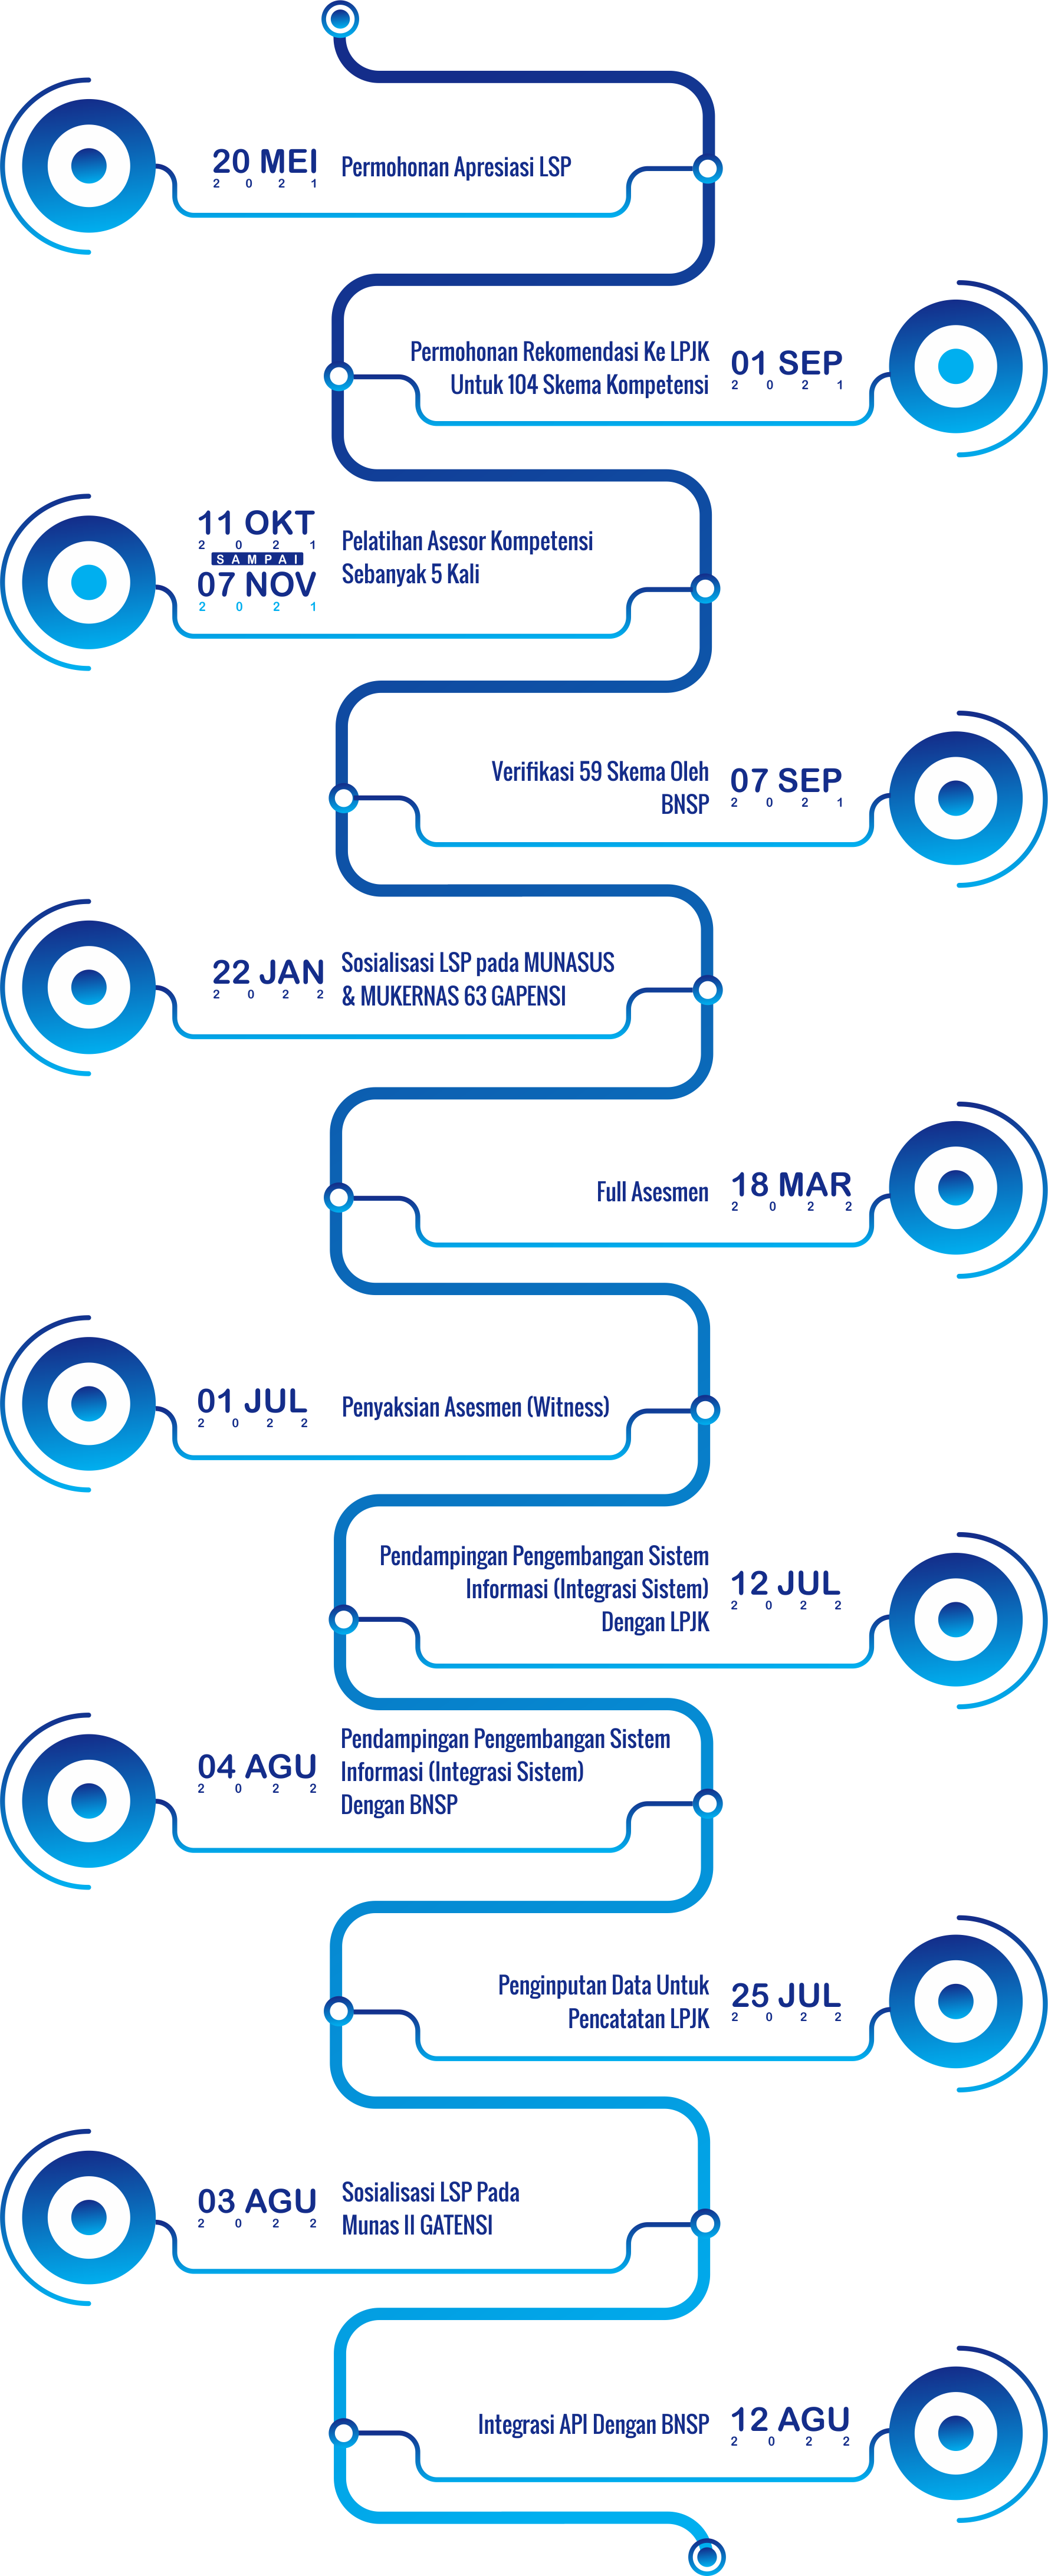 20 MEI
2 0 2 1
Permohonan Apresiasi LSP
Permohonan Rekomendasi Ke LPJK
Untuk 104 Skema Kompetensi
01 SEP
2 0 2 1
11 OKT
2 0 2 1
SAMPAI
07 NOV
2 0 2 1
Pelatihan Asesor Kompetensi
Sebanyak 5 Kali
Verifikasi 59 Skema Oleh
BNSP
07 SEP
2 0 2 1
22 JAN
2 0 2 2
Sosialisasi LSP pada MUNASUS
& MUKERNAS 63 GAPENSI
Full Asesmen
18 MAR
2 0 2 2
01 JUL
2 0 2 2
Penyaksian Asesmen (Witness)
Pendampingan Pengembangan Sistem
Informasi (Integrasi Sistem)
Dengan LPJK
12 JUL
2 0 2 2
04 AGU
2 0 2 2
Pendampingan Pengembangan Sistem
Informasi (Integrasi Sistem)
Dengan BNSP
Penginputan Data Untuk
Pencatatan LPJK
25 JUL
2 0 2 2
03 AGU
2 0 2 2
Sosialisasi LSP Pada
Munas II GATENSI
Integrasi API Dengan BNSP
12 AGU
2 0 2 2